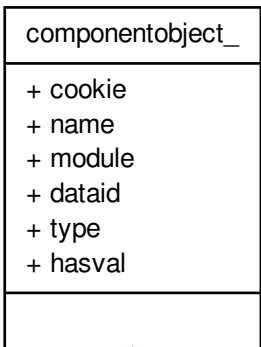 componentobject_
+ cookie
+ name
+ module
+ dataid
+ type
+ hasval